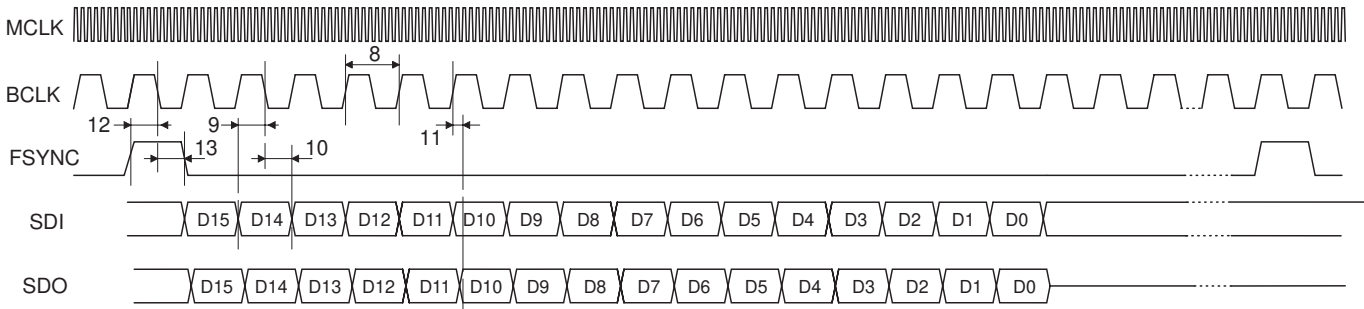 MCLK
8
BCLK
12
9
11
13
10
FSYNC
SDI
D15 D14 D13 D12 D11 D10 D9 D8 D7 D6 D5 D4 D3 D2 D1 D0
SDO
D15 D14 D13 D12 D11 D10 D9 D8 D7 D6 D5 D4 D3 D2 D1 D0